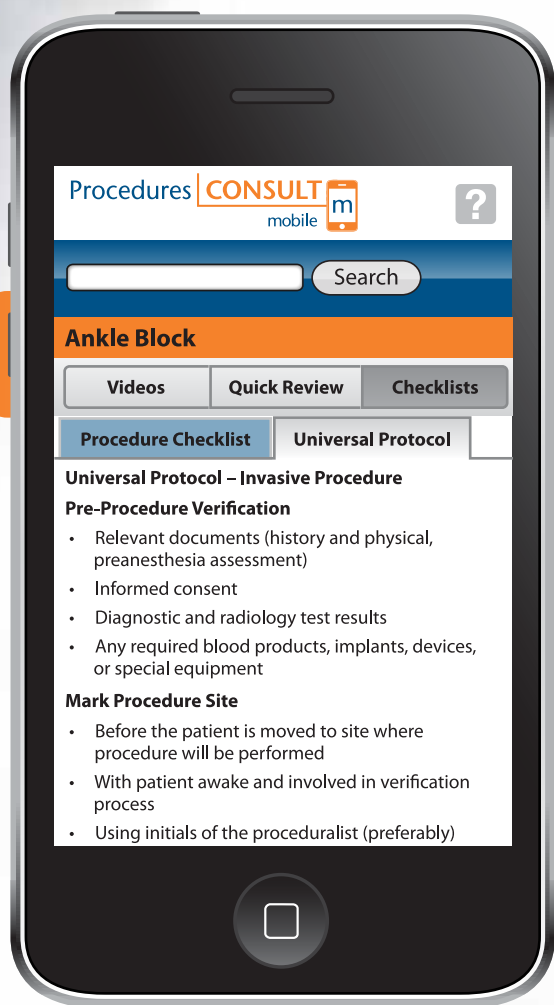 Procedures CONSULT
mobile m
?
Search
Ankle Block
Videos Quick Review Checklists
Procedure Checklist Universal Protocol
Universal Protocol – Invasive Procedure
Pre-Procedure Verification
• Relevant documents (history and physical,
preanesthesia assessment)
• Informed consent
• Diagnostic and radiology test results
• Any required blood products, implants, devices,
or special equipment
Mark Procedure Site
• Before the patient is moved to site where
procedure will be performed
• With patient awake and involved in verification
process
• Using initials of the proceduralist (preferably)